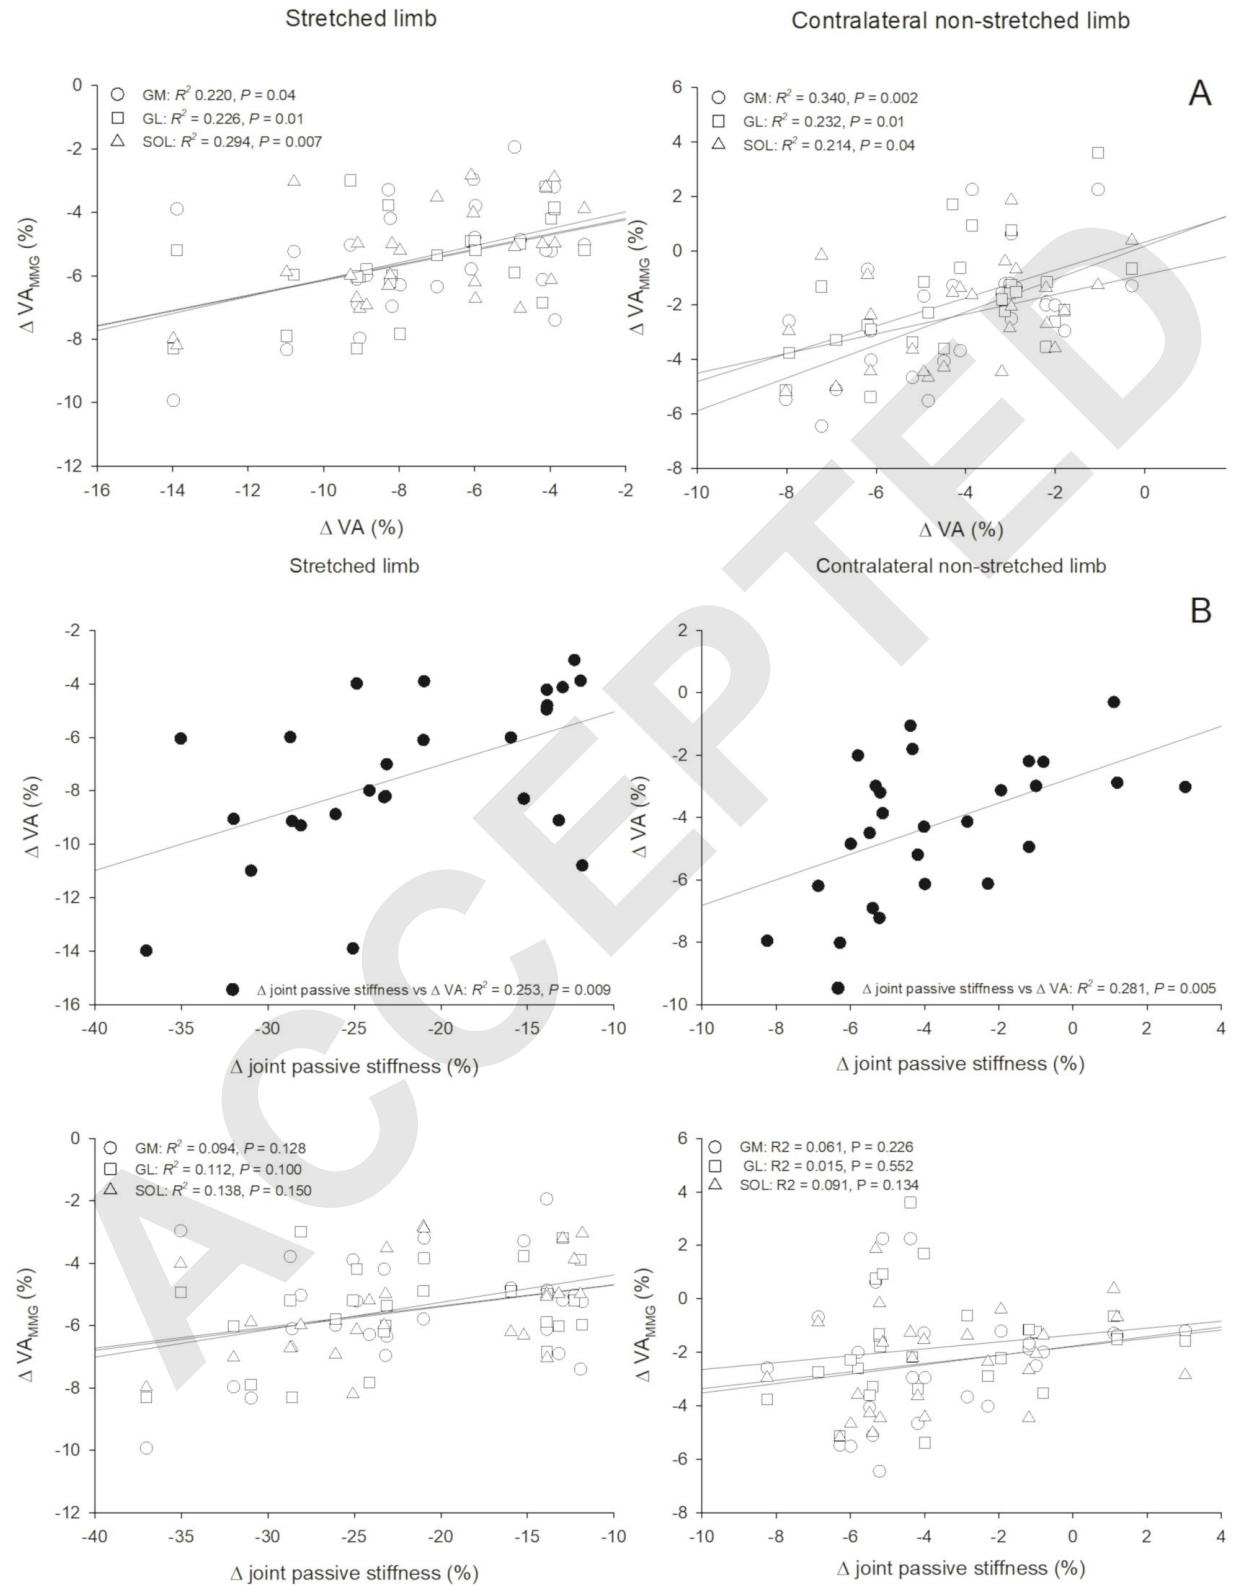 Stretched limb
Contralateral non-stretched limb
A
0
-2
-4
-6
-8
-10
-12
Δ VAMMG (%)
GM: R² 0.220, P = 0.04
GL: R² = 0.226, P = 0.01
SOL: R² = 0.294, P = 0.007
-16
-14
-12
-10
-8
-6
-4
-2
Δ VA (%)
6
4
2
0
-2
-4
-6
-8
Δ VAMMG (%)
GM: R² = 0.340, P = 0.002
GL: R² = 0.232, P = 0.01
SOL: R² = 0.214, P = 0.04
-10
-8
-6
-4
-2
0
Δ VA (%)
Stretched limb
Contralateral non-stretched limb
B
-2
-4
-6
-8
-10
-12
-14
-16
Δ VA (%)
Δ joint passive stiffness vs Δ VA: R² = 0.253, P = 0.009
-40
-35
-30
-25
-20
-15
-10
Δ joint passive stiffness (%)
2
0
-2
-4
-6
-8
-10
Δ VA (%)
Δ joint passive stiffness vs Δ VA: R² = 0.281, P = 0.005
-10
-8
-6
-4
-2
0
2
4
Δ joint passive stiffness (%)
0
-2
-4
-6
-8
-10
-12
Δ VAMMG (%)
GM: R² = 0.094, P = 0.128
GL: R² = 0.112, P = 0.100
SOL: R² = 0.138, P = 0.150
-40
-35
-30
-25
-20
-15
-10
Δ joint passive stiffness (%)
6
4
2
0
-2
-4
-6
-8
Δ VAMMG (%)
GM: R2 = 0.061, P = 0.226
GL: R2 = 0.015, P = 0.552
SOL: R2 = 0.091, P = 0.134
-10
-8
-6
-4
-2
0
2
4
Δ joint passive stiffness (%)
ACCEPTED